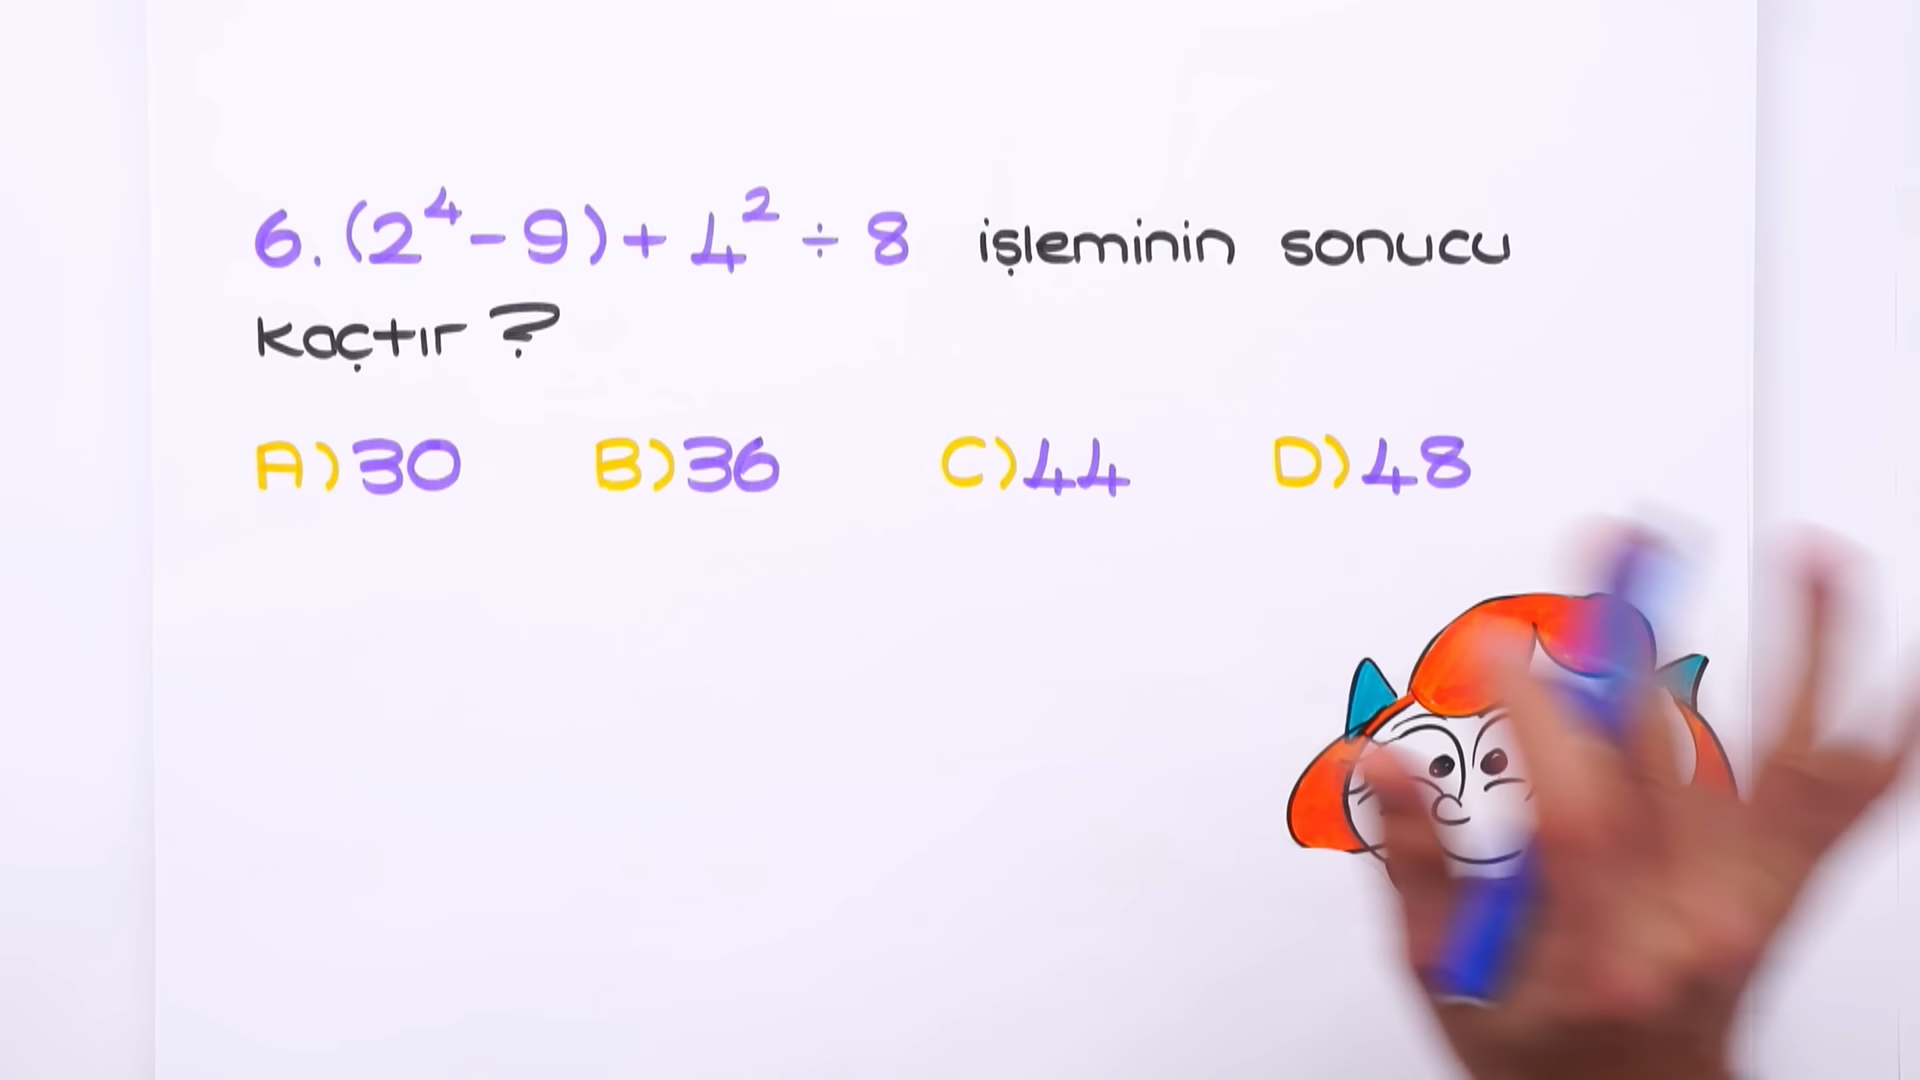 6. (2⁴ - 9) + 4² ÷ 8 işleminin sonucu
kaçtır?
A) 30 B) 36 C) 44 D) 48